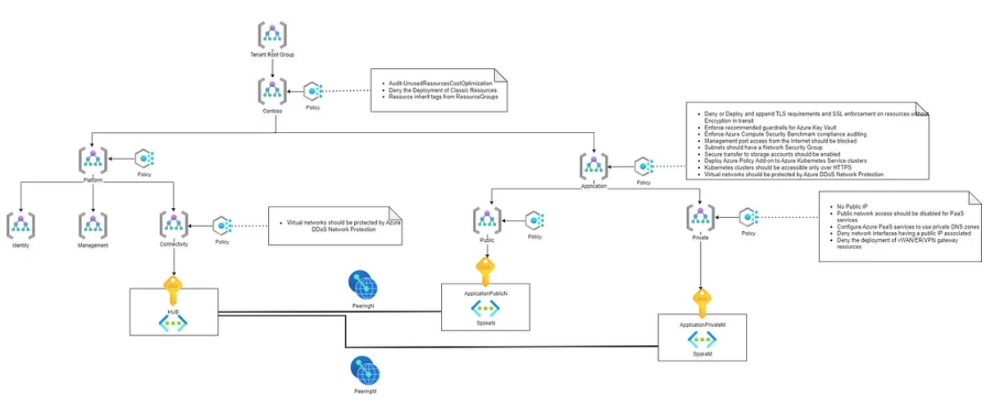 Tenant Root Group
Contoso
Policy
• Audit-UnusedResourcesCostOptimization
• Deny the Deployment of Classic Resources
• Resource inherit tags from ResourceGroups
• Deny or Deploy and append TLS requirements and SSL enforcement on resources without
Encryption in transit
• Enforce recommended guardrails for Azure Key Vault
• Enforce Azure Compute Security Benchmark compliance auditing
• Management port access from the Internet should be blocked
• Subnets should have a Network Security Group
• Secure transfer to storage accounts should be enabled
• Deploy Azure Policy Add-on to Azure Kubernetes Service clusters
• Kubernetes clusters should be accessible only over HTTPS
• Virtual networks should be protected by Azure DDoS Network Protection
Platform
Policy
Application
Policy
Identity
Management
Connectivity
Policy
• Virtual networks should be protected by Azure
DDoS Network Protection
Public
Policy
Private
Policy
• No Public IP
• Public network access should be disabled for PaaS
services
• Configure Azure PaaS services to use private DNS zones
• Deny network interfaces having a public IP associated
• Deny the deployment of vWAN/ER/VPN gateway
resources
HUB
PeeringN
ApplicationPublicN
SpokeN
ApplicationPrivateM
SpokeM
PeeringM